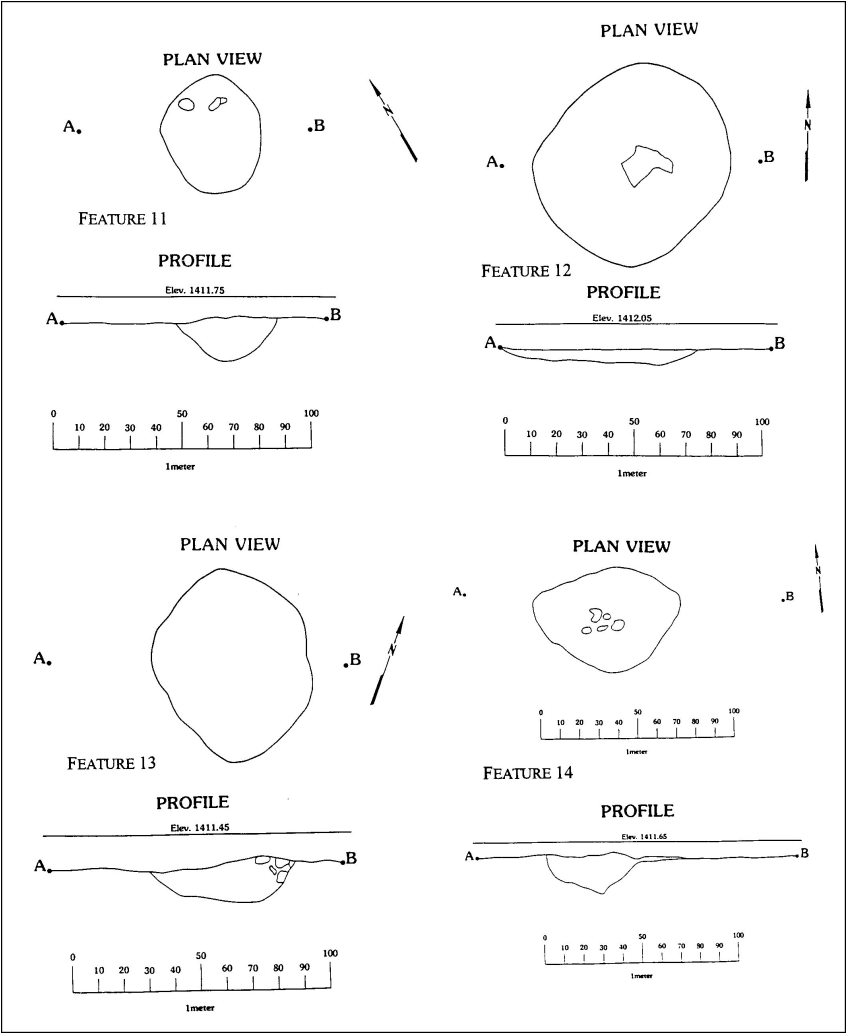 PLAN VIEW
A
B
N
FEATURE 11
PROFILE
Elev. 1411.75
A
B
0 10 20 30 40 50 60 70 80 90 100
1meter
PLAN VIEW
A
B
N
FEATURE 12
PROFILE
Elev. 1412.05
A
B
0 10 20 30 40 50 60 70 80 90 100
1meter
PLAN VIEW
A
B
N
FEATURE 13
PROFILE
Elev. 1411.45
A
B
0 10 20 30 40 50 60 70 80 90 100
1meter
PLAN VIEW
A
B
N
0 10 20 30 40 50 60 70 80 90 100
1meter
FEATURE 14
PROFILE
Elev. 1411.65
A
B
0 10 20 30 40 50 60 70 80 90 100
1meter